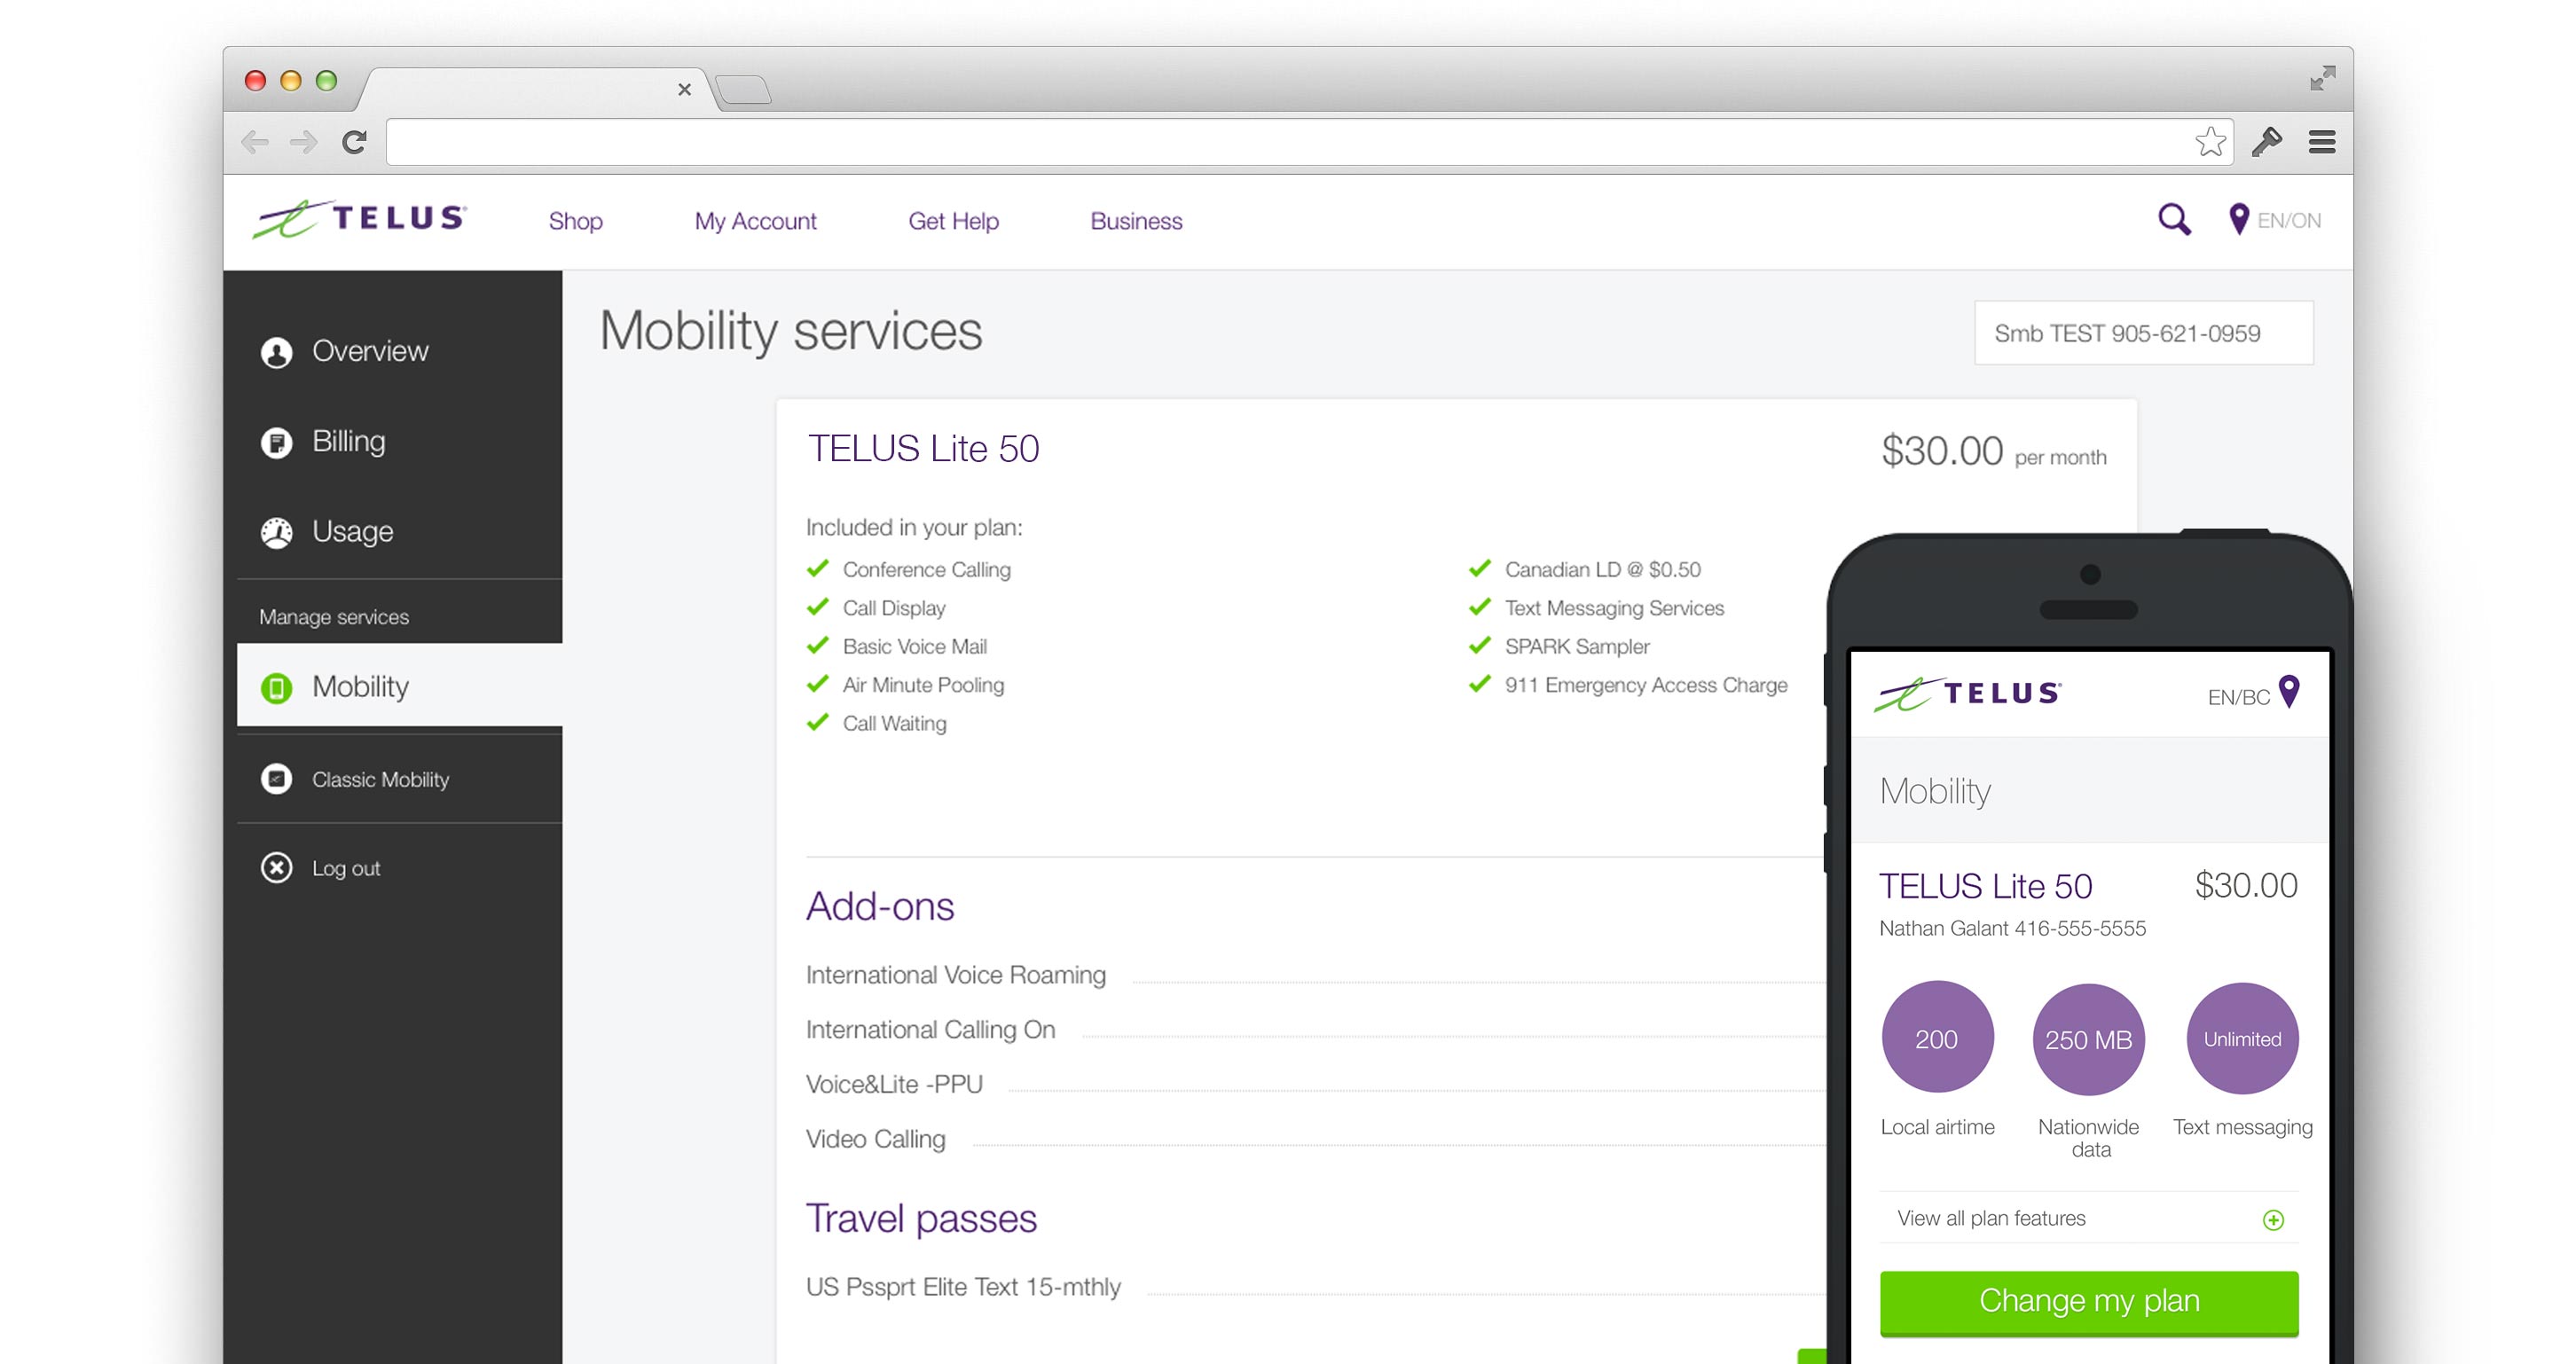 TELUS
Shop
My Account
Get Help
Business
EN/ON
Overview
Billing
Usage
Manage services
Mobility
Classic Mobility
Log out
Mobility services
Smb TEST 905-621-0959
TELUS Lite 50
$30.00 per month
Included in your plan:
Conference Calling
Call Display
Basic Voice Mail
Air Minute Pooling
Call Waiting
Canadian LD @ $0.50
Text Messaging Services
SPARK Sampler
911 Emergency Access Charge
Add-ons
International Voice Roaming
International Calling On
Voice&Lite -PPU
Video Calling
Travel passes
US Pssprt Elite Text 15-mthly
TELUS
EN/BC
Mobility
TELUS Lite 50
$30.00
Nathan Galant 416-555-5555
200
250 MB
Unlimited
Local airtime
Nationwide
data
Text messaging
View all plan features
Change my plan